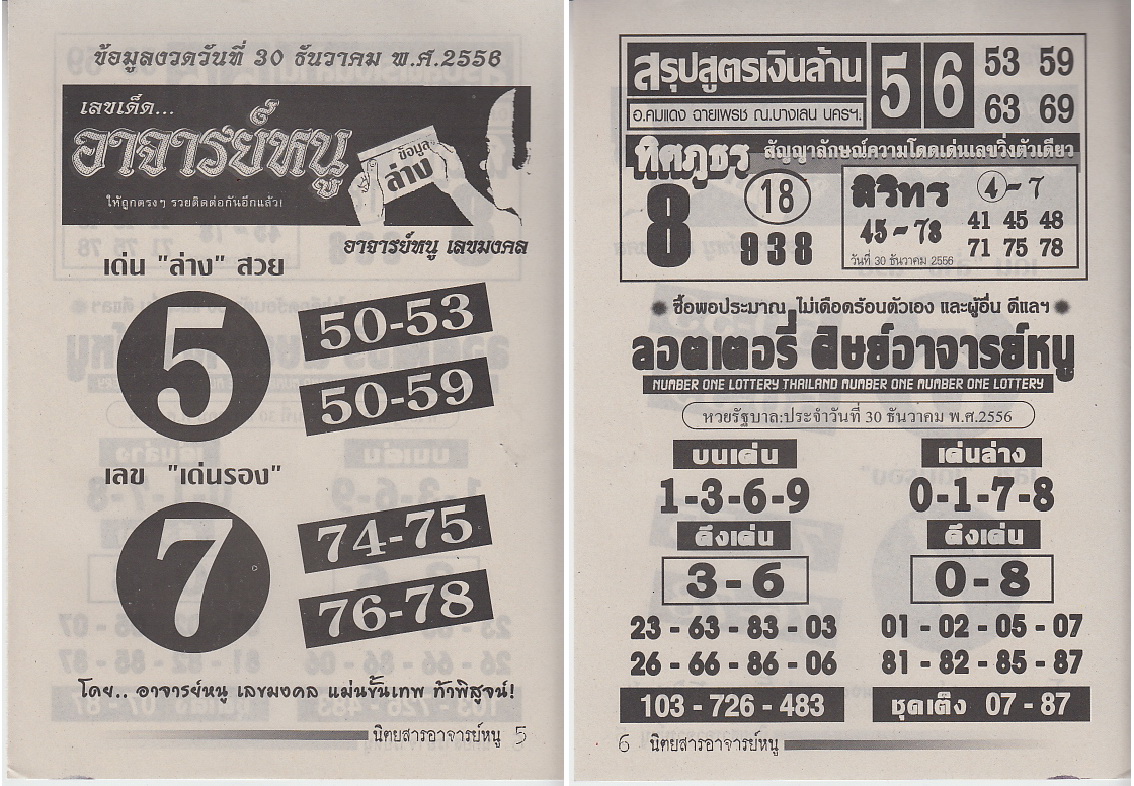 ข้อมูลงวดวันที่ 30 ธันวาคม พ.ศ.2556
เลขเด็ด...
อาจารย์หนู
ข้อมูล
ล่าง
ให้ถูกตรงๆ รวยติดต่อกันอีกแล้ว!
อาจารย์หนู เลขมงคล
เด่น "ล่าง" สวย
5
50-53
50-59
เลข "เด่นรอง"
7
74-75
76-78
โดย.. อาจารย์หนู เลขมงคล แม่นขั้นเทพ ท้าพิสูจน์!
นิตยสารอาจารย์หนู 5
สรุปสูตรเงินล้าน
อ.คมแดง ฉายเพรช ณ.บางเลน นครฯ.
5 6
53 59
63 69
ทิศภูธร
สัญญาลักษณ์ความโดดเด่นเลขวิ่งตัวเดียว
8
18
938
สิวิทร
4-7
45-78
41 45 48
71 75 78
วันที่ 30 ธันวาคม 2556
ซื้อพอประมาณ ไม่เดือดร้อนตัวเอง และผู้อื่น ดีแลฯ
ลอตเตอรี่ ศิษย์อาจารย์หนู
NUMBER ONE LOTTERY THAILAND NUMBER ONE NUMBER ONE LOTTERY
หวยรัฐบาล:ประจำวันที่ 30 ธันวาคม พ.ศ.2556
บนเด่น
1-3-6-9
ดึงเด่น
3-6
23 - 63 - 83 - 03
26 - 66 - 86 - 06
103 - 726 - 483
เด่นล่าง
0-1-7-8
ดึงเด่น
0-8
01 - 02 - 05 - 07
81 - 82 - 85 - 87
ชุดเต็ง 07 - 87
6 นิตยสารอาจารย์หนู